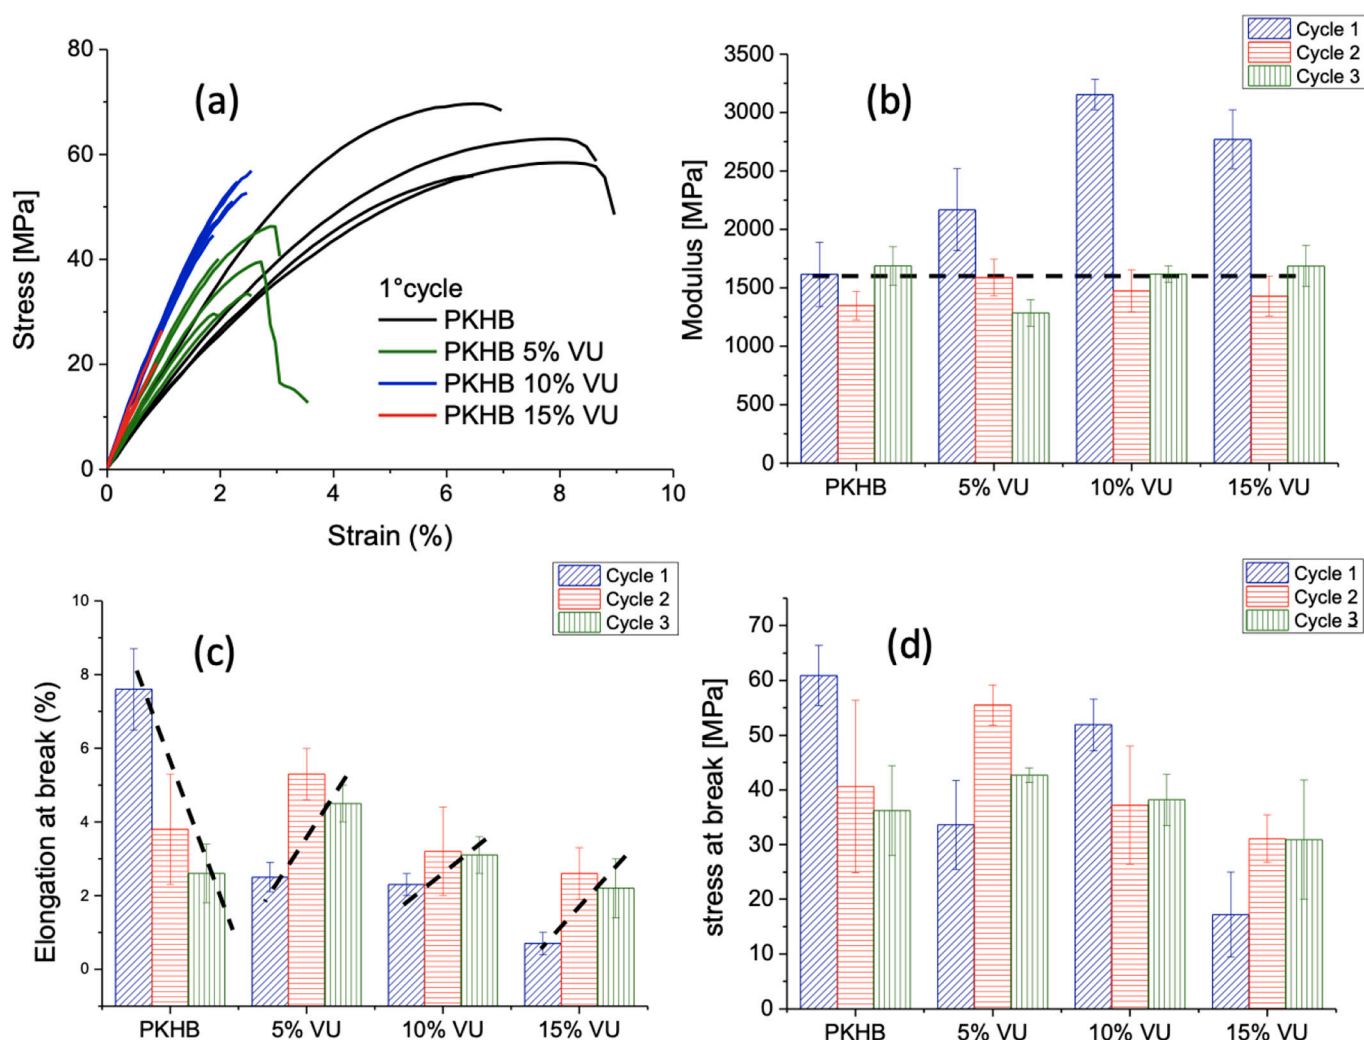 (a)
Stress [MPa]
80
60
40
20
0
0 2 4 6 8 10
Strain (%)
1°cycle
PKHB
PKHB 5% VU
PKHB 10% VU
PKHB 15% VU
(b)
Cycle 1
Cycle 2
Cycle 3
Modulus [MPa]
3500
3000
2500
2000
1500
1000
500
0
PKHB 5% VU 10% VU 15% VU
(c)
Cycle 1
Cycle 2
Cycle 3
Elongation at break (%)
10
8
6
4
2
0
PKHB 5% VU 10% VU 15% VU
(d)
Cycle 1
Cycle 2
Cycle 3
stress at break [MPa]
70
60
50
40
30
20
10
0
PKHB 5% VU 10% VU 15% VU